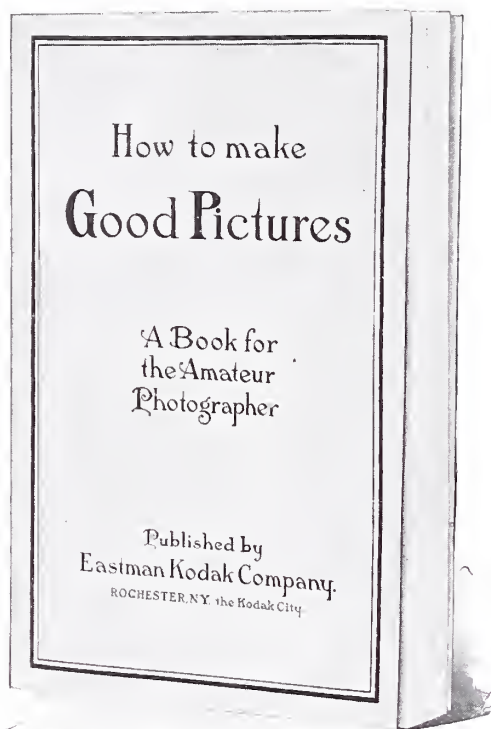 How to make
Good Pictures
A Book for
the Amateur
Photographer
Published by
Eastman Kodak Company.
ROCHESTER, N.Y. the Kodak City.